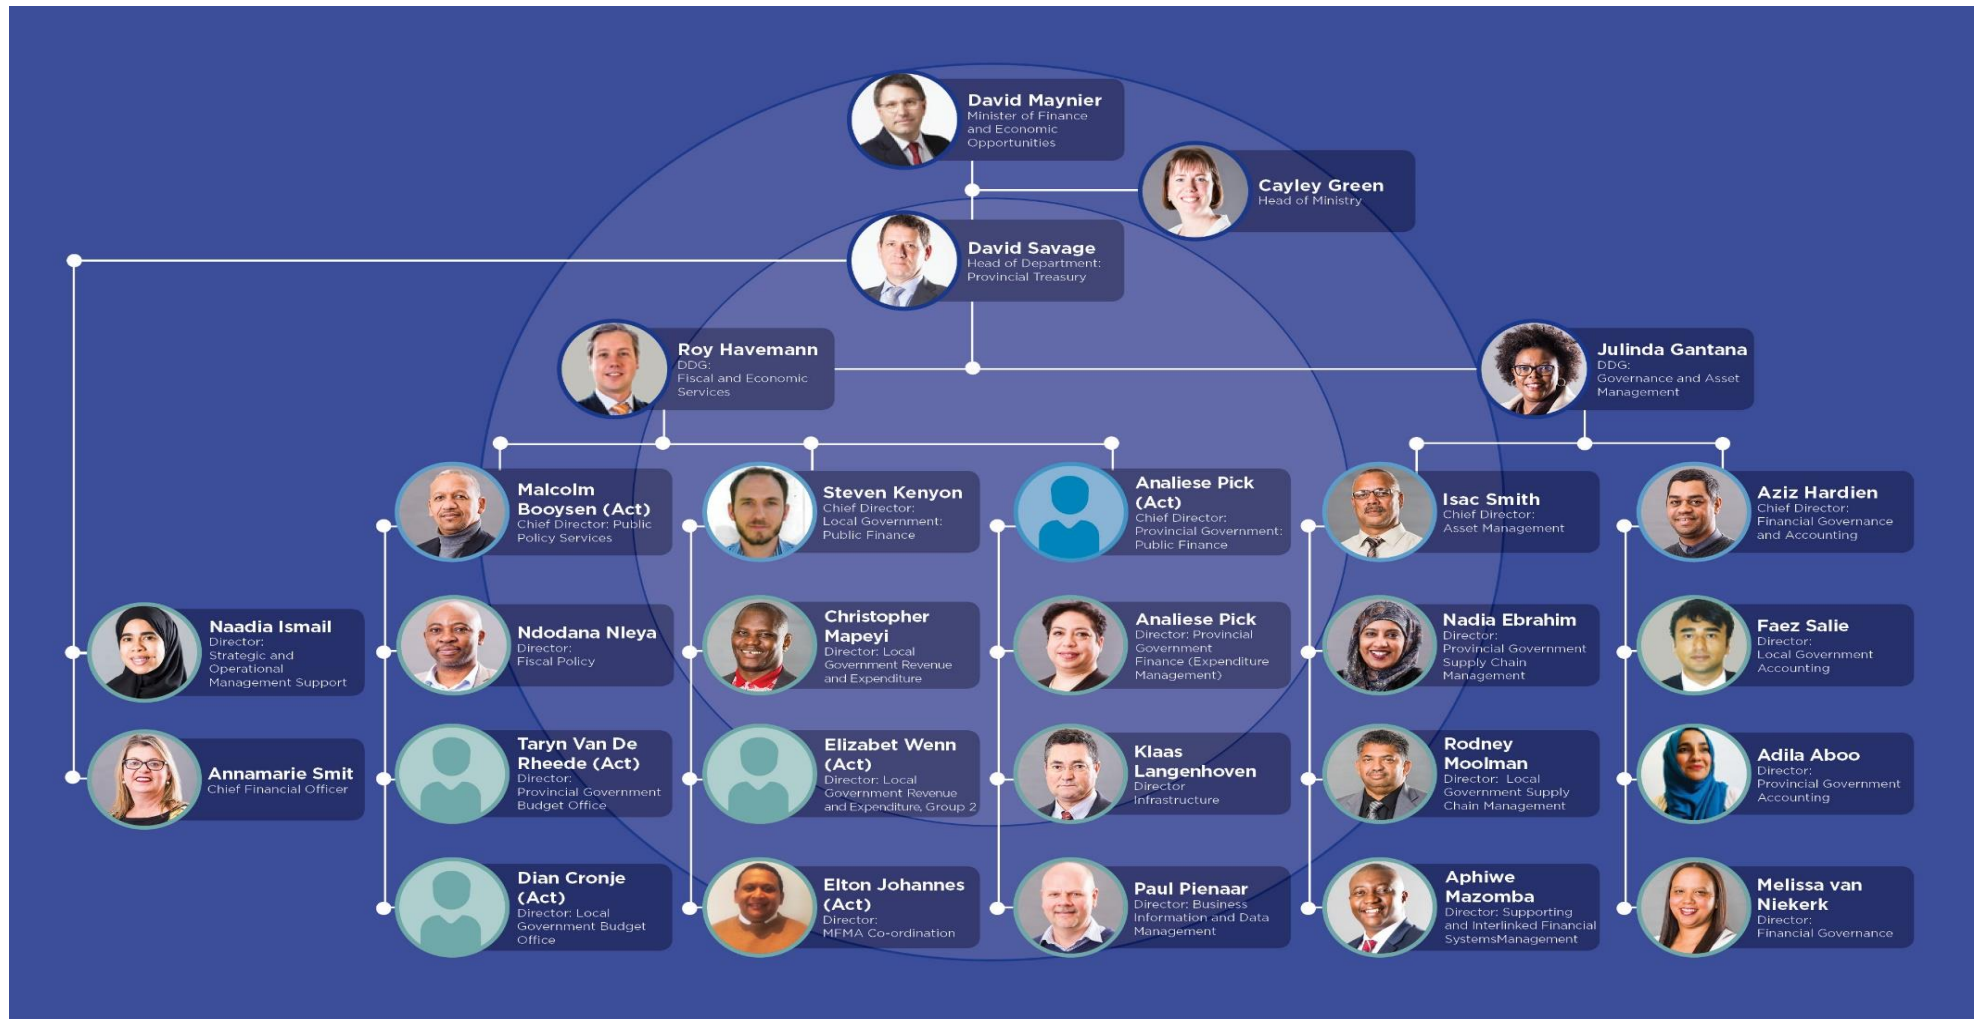 David Maynier
Minister of Finance
and Economic
Opportunities
Cayley Green
Head of Ministry
David Savage
Head of Department:
Provincial Treasury
Roy Havemann
DDG:
Fiscal and Economic
Services
Julinda Gantana
DDG:
Governance and Asset
Management
Malcolm
Booysen (Act)
Chief Director: Public
Policy Services
Steven Kenyon
Chief Director:
Local Government:
Public Finance
Analiese Pick
(Act)
Chief Director:
Provincial Government:
Public Finance
Isac Smith
Chief Director:
Asset Management
Aziz Hardien
Chief Director:
Financial Governance
and Accounting
Naadia Ismail
Director:
Strategic and
Operational
Management Support
Ndodana Nleya
Director:
Fiscal Policy
Christopher
Mapeyi
Director: Local
Government Revenue
and Expenditure
Analiese Pick
Director: Provincial
Government
Finance (Expenditure
Management)
Nadia Ebrahim
Director:
Provincial Government
Supply Chain
Management
Faez Salie
Director:
Local Government
Accounting
Annamarie Smit
Chief Financial Officer
Taryn Van De
Rheede (Act)
Director:
Provincial Government
Budget Office
Elizabet Wenn
(Act)
Director: Local
Government Revenue
and Expenditure, Group 2
Klaas
Langenhoven
Director
Infrastructure
Rodney
Moolman
Director: Local
Government Supply
Chain Management
Adila Aboo
Director:
Provincial Government
Accounting
Dian Cronje
(Act)
Director: Local
Government Budget
Office
Elton Johannes
(Act)
Director:
MFMA Co-ordination
Paul Pienaar
Director: Business
Information and Data
Management
Aphiwe
Mazomba
Director: Supporting
and Interlinked Financial
SystemsManagement
Melissa van
Niekerk
Director:
Financial Governance